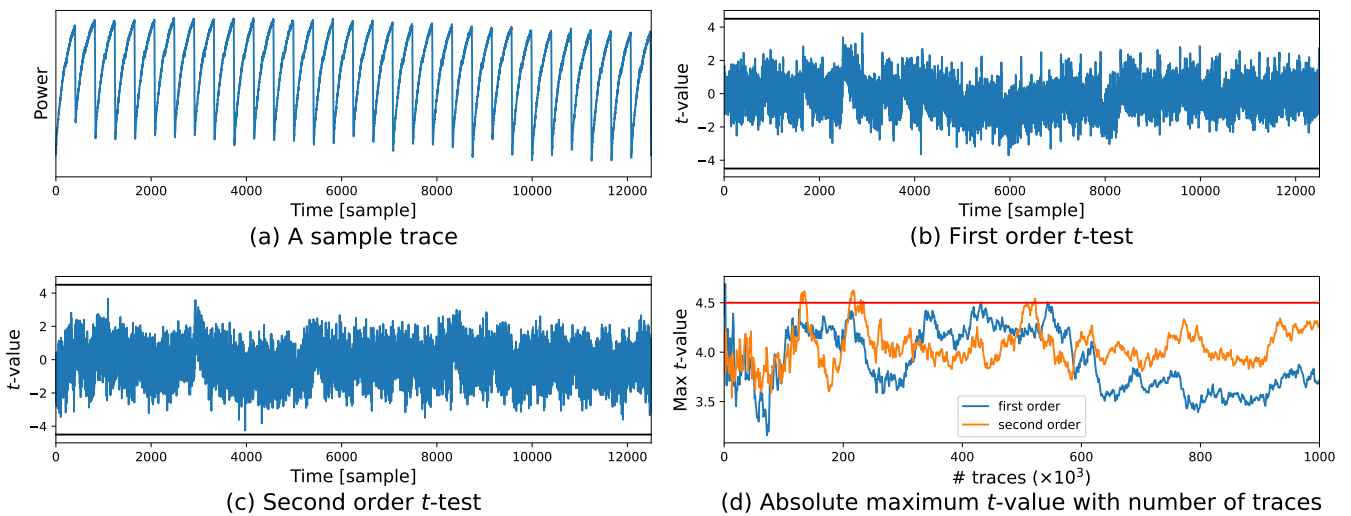 Power
0 2000 4000 6000 8000 10000 12000
Time [sample]
(a) A sample trace
4
2
0
−2
−4
t-value
0 2000 4000 6000 8000 10000 12000
Time [sample]
(b) First order t-test
4
2
0
−2
−4
t-value
0 2000 4000 6000 8000 10000 12000
Time [sample]
(c) Second order t-test
4.5
4.0
3.5
Max t-value
first order
second order
0 200 400 600 800 1000
# traces (×10³)
(d) Absolute maximum t-value with number of traces